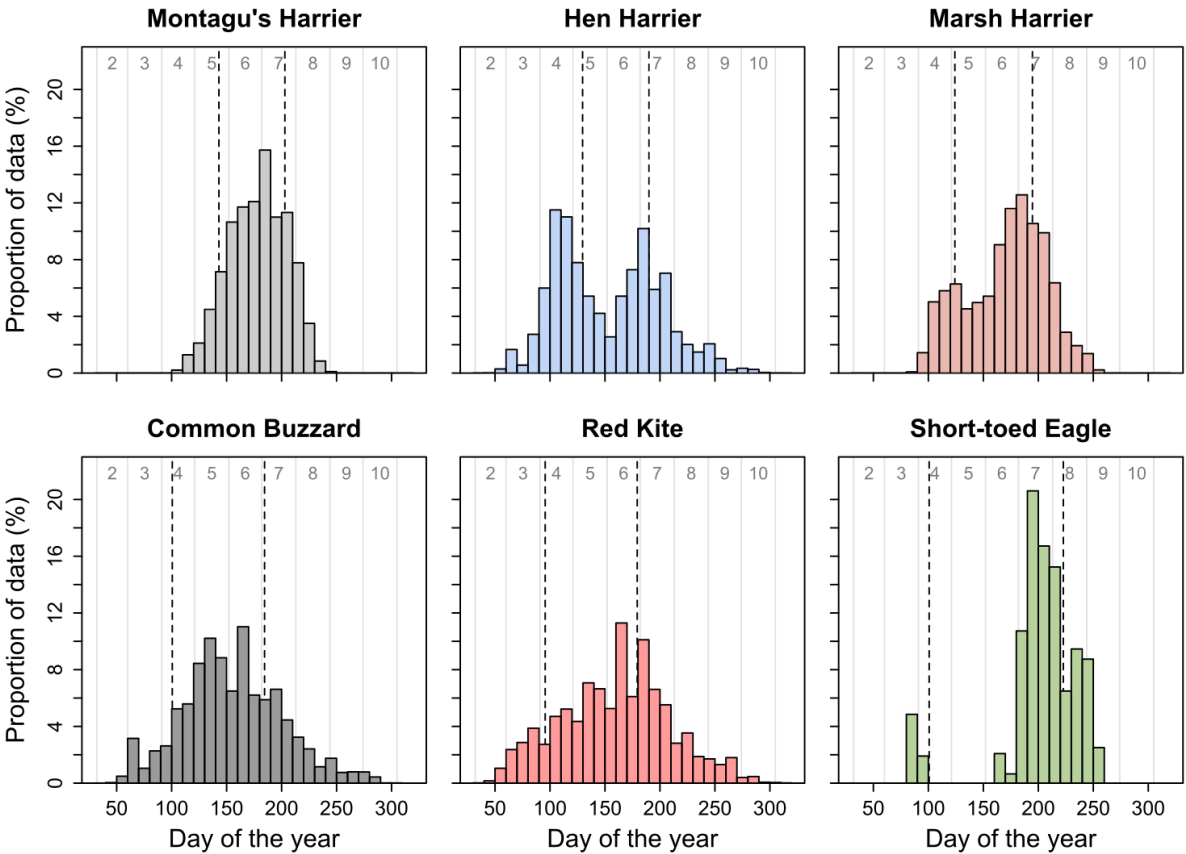 Montagu's Harrier Hen Harrier Marsh Harrier
2 3 4 5 6 7 8 9 10 2 3 4 5 6 7 8 9 10 2 3 4 5 6 7 8 9 10
Proportion of data (%)
20
16
12
8
4
0
Common Buzzard Red Kite Short-toed Eagle
2 3 4 5 6 7 8 9 10 2 3 4 5 6 7 8 9 10 2 3 4 5 6 7 8 9 10
Proportion of data (%)
20
16
12
8
4
0
50 100 150 200 250 300 50 100 150 200 250 300 50 100 150 200 250 300
Day of the year Day of the year Day of the year